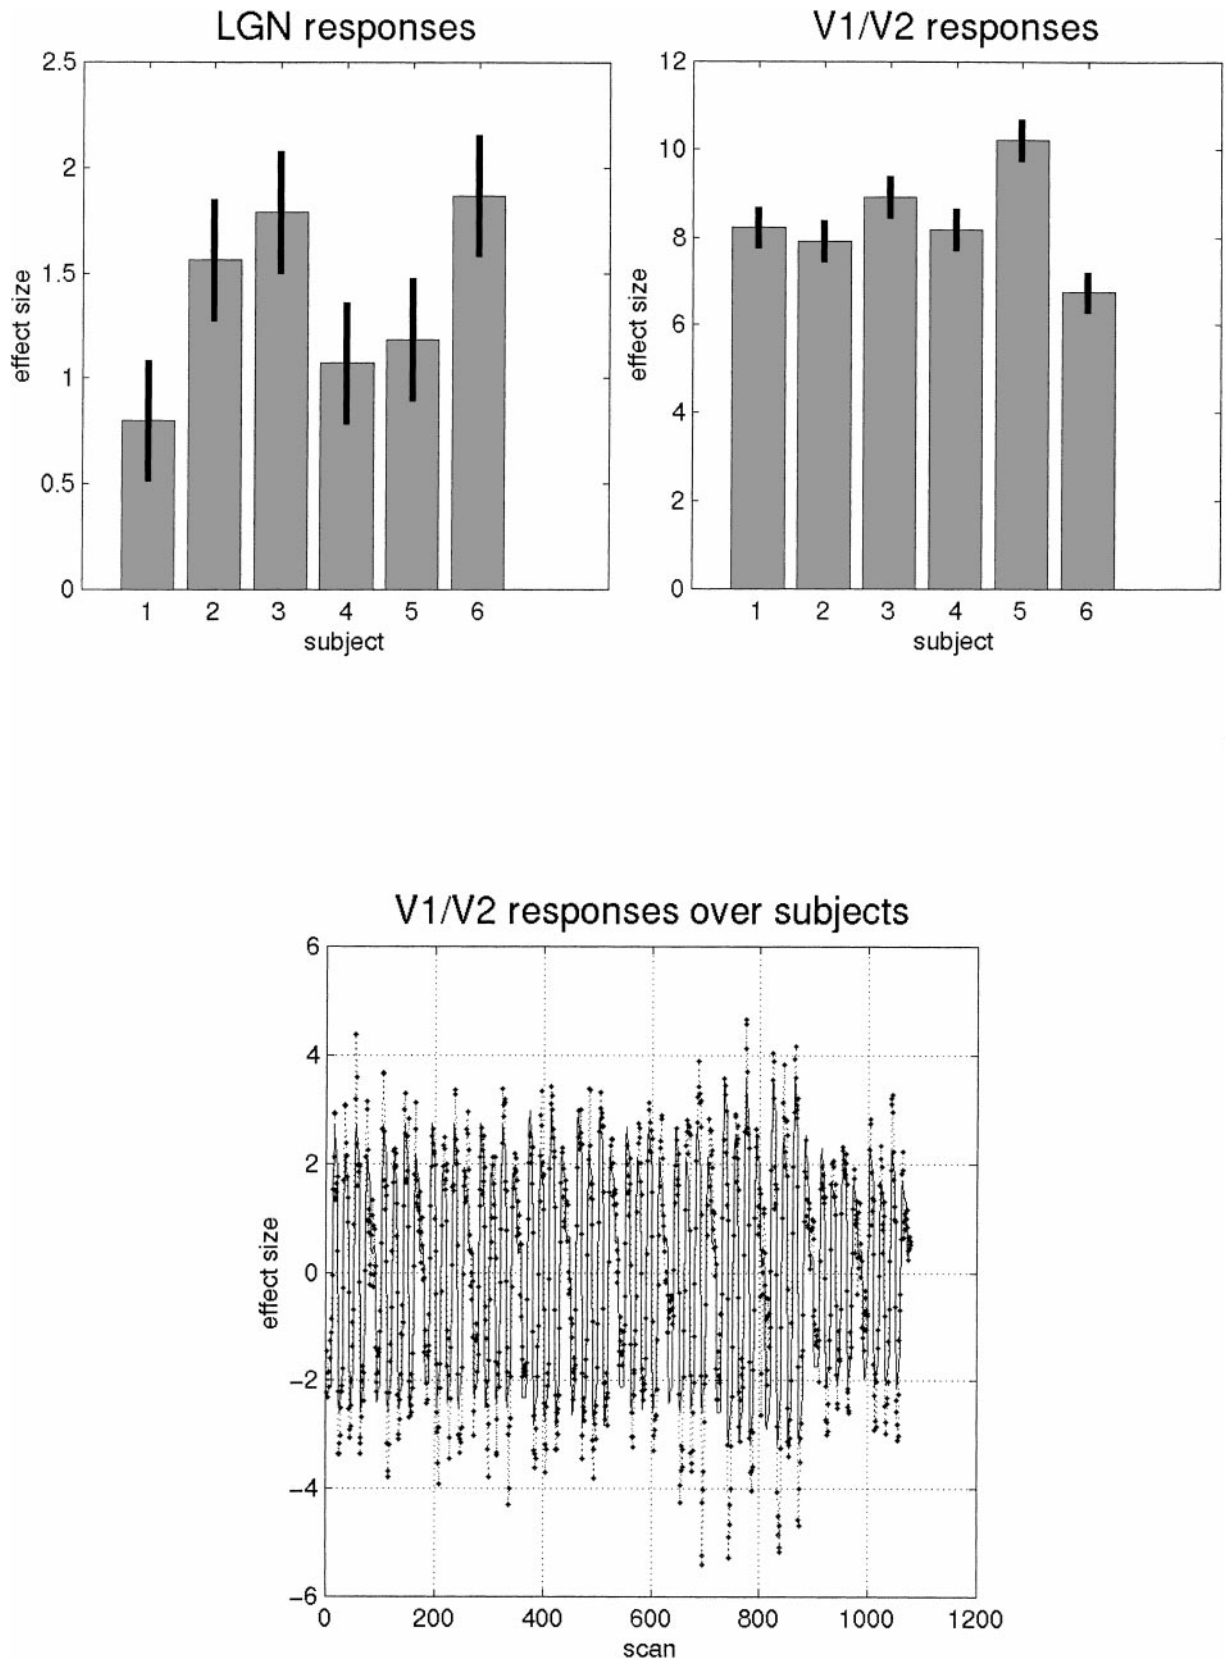 LGN responses
2.5
2
1.5
1
0.5
0
effect size
1 2 3 4 5 6
subject
V1/V2 responses
12
10
8
6
4
2
0
effect size
1 2 3 4 5 6
subject
V1/V2 responses over subjects
6
4
2
0
−2
−4
−6
effect size
0 200 400 600 800 1000 1200
scan